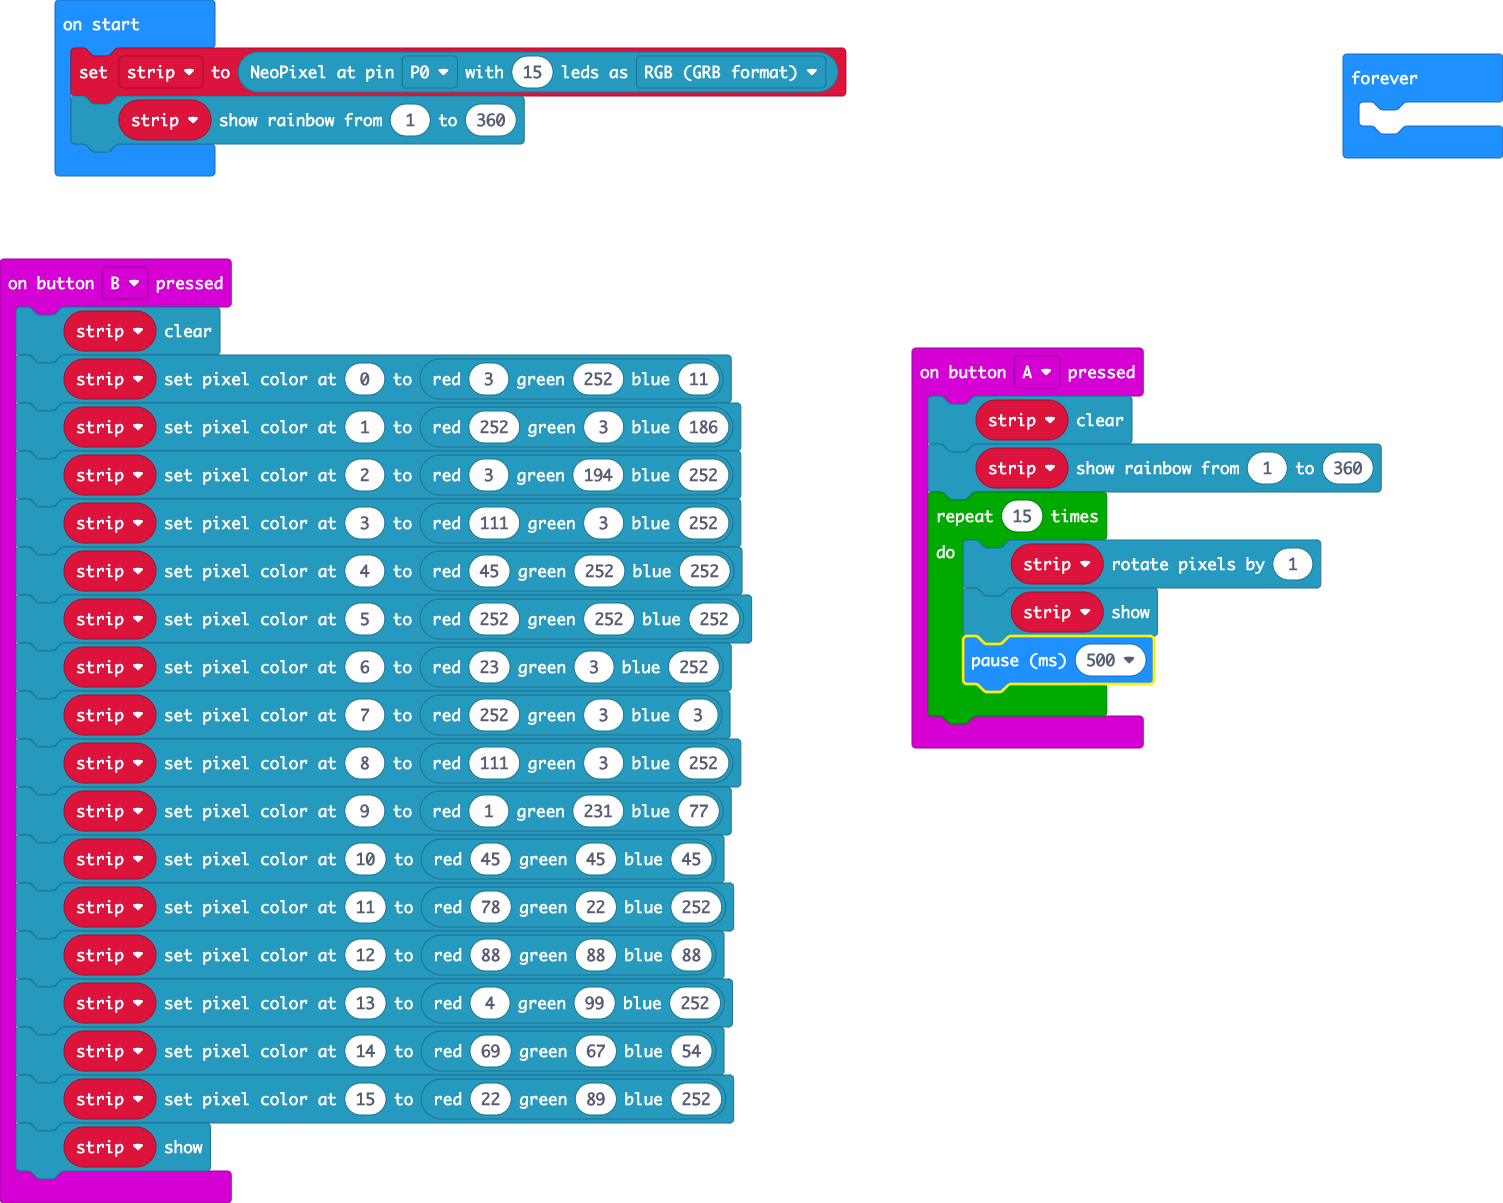 on start
set strip to NeoPixel at pin P0 with 15 leds as RGB (GRB format)
strip show rainbow from 1 to 360
forever
on button B pressed
strip clear
strip set pixel color at 0 to red 3 green 252 blue 11
strip set pixel color at 1 to red 252 green 3 blue 186
strip set pixel color at 2 to red 3 green 194 blue 252
strip set pixel color at 3 to red 111 green 3 blue 252
strip set pixel color at 4 to red 45 green 252 blue 252
strip set pixel color at 5 to red 252 green 252 blue 252
strip set pixel color at 6 to red 23 green 3 blue 252
strip set pixel color at 7 to red 252 green 3 blue 3
strip set pixel color at 8 to red 111 green 3 blue 252
strip set pixel color at 9 to red 1 green 231 blue 77
strip set pixel color at 10 to red 45 green 45 blue 45
strip set pixel color at 11 to red 78 green 22 blue 252
strip set pixel color at 12 to red 88 green 88 blue 88
strip set pixel color at 13 to red 4 green 99 blue 252
strip set pixel color at 14 to red 69 green 67 blue 54
strip set pixel color at 15 to red 22 green 89 blue 252
strip show
on button A pressed
strip clear
strip show rainbow from 1 to 360
repeat 15 times
do
strip rotate pixels by 1
strip show
pause (ms) 500